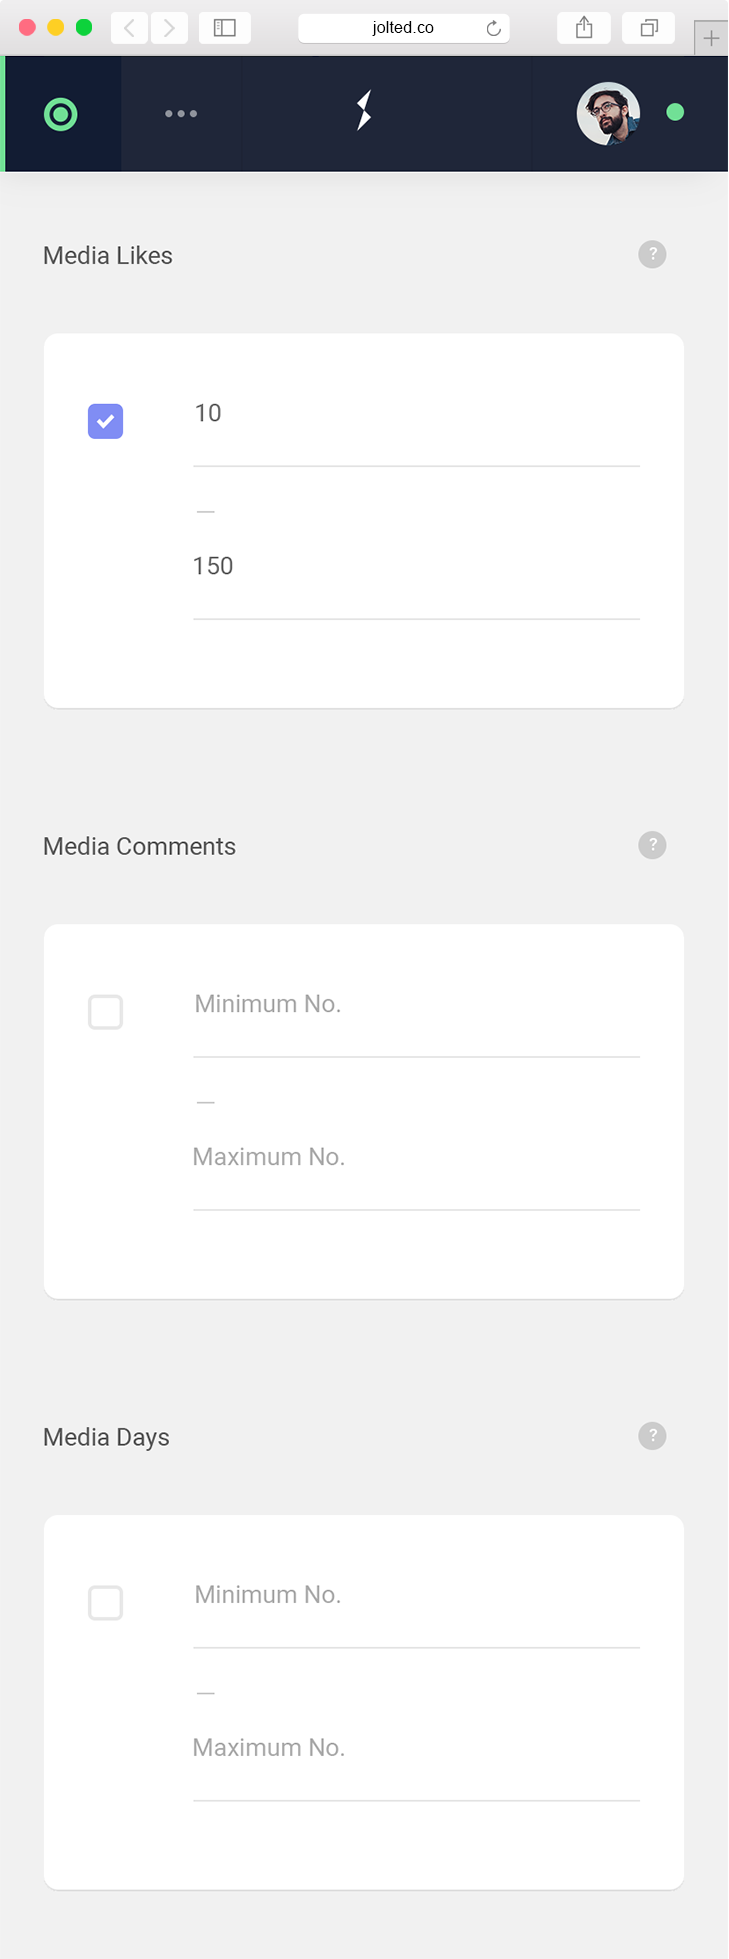 jolted.co
Media Likes
?
10
—
150
Media Comments
?
Minimum No.
—
Maximum No.
Media Days
?
Minimum No.
—
Maximum No.